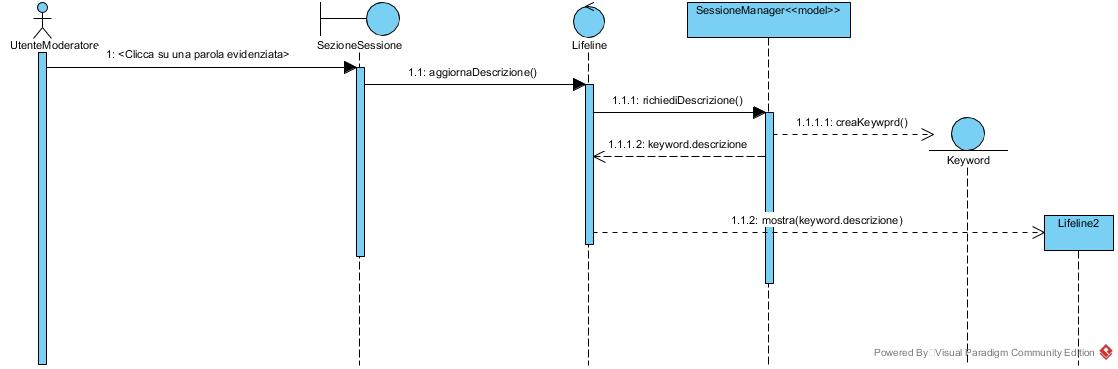 SessioneManager<<model>>
UtenteModeratore
SezioneSessione
Lifeline
1: <Clicca su una parola evidenziata>
1.1: aggiornaDescrizione()
1.1.1: richiediDescrizione()
1.1.1.1: creaKeywprd()
1.1.1.2: keyword.descrizione
Keyword
1.1.2: mostra(keyword.descrizione)
Lifeline2
Powered By Visual Paradigm Community Edition